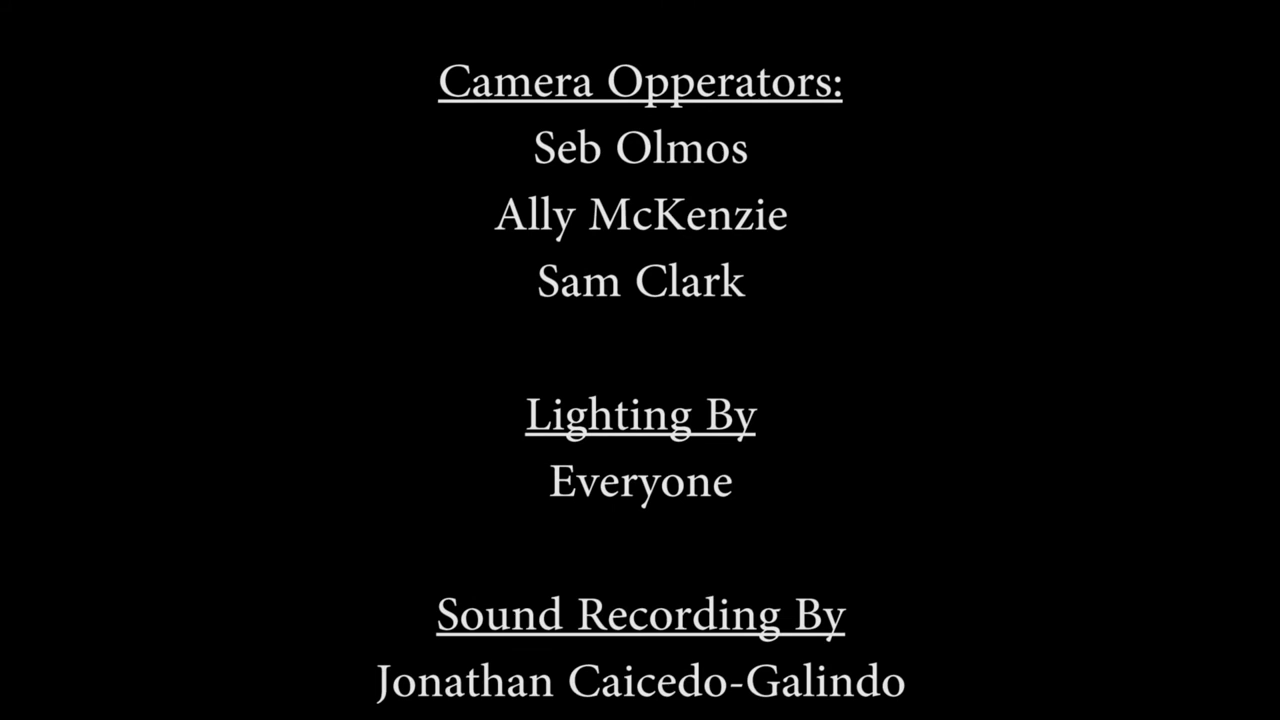 Camera Opperators:
Seb Olmos
Ally McKenzie
Sam Clark
Lighting By
Everyone
Sound Recording By
Jonathan Caicedo-Galindo